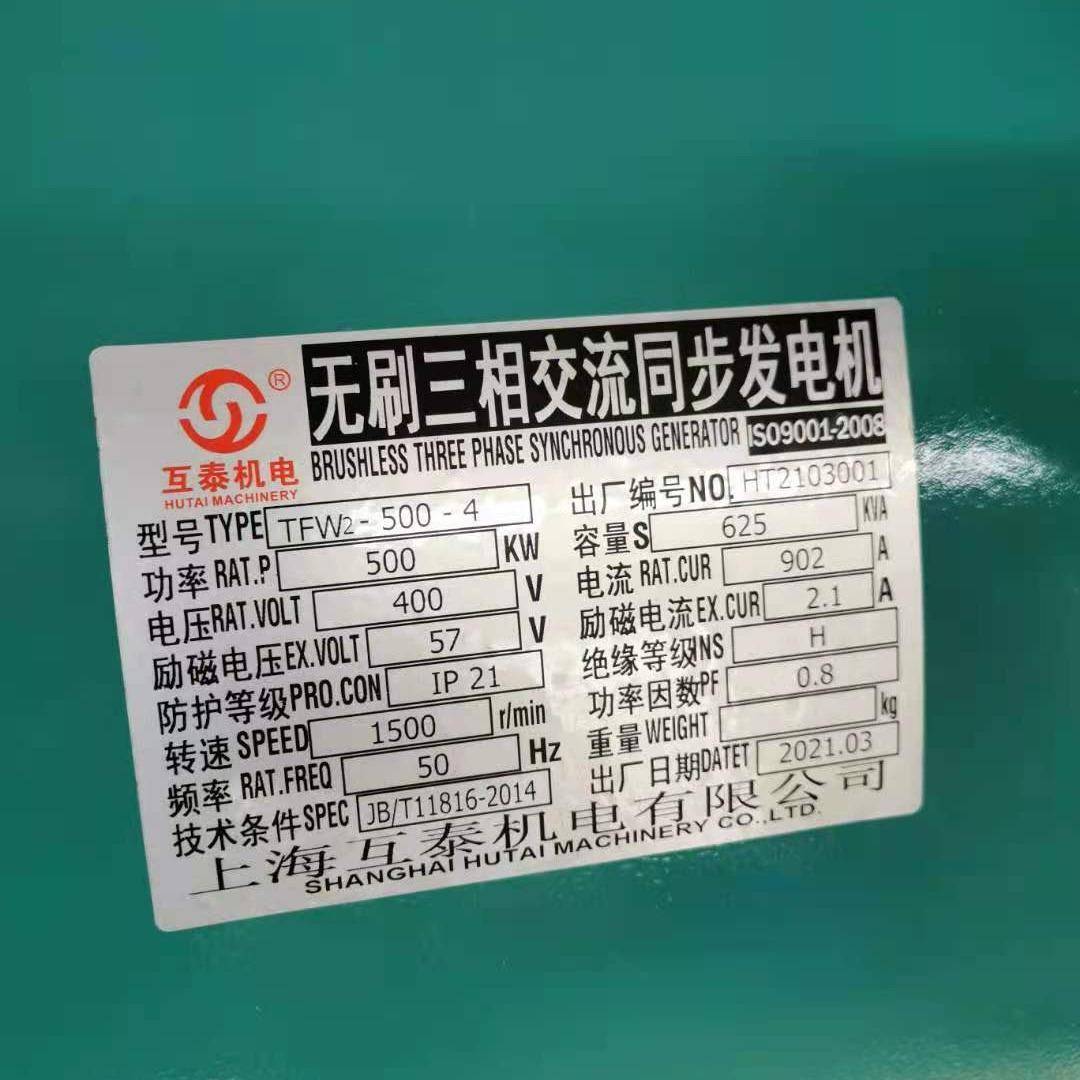 无刷三相交流同步发电机
BRUSHLESS THREE PHASE SYNCHRONOUS GENERATOR ISO9001-2008
®
互泰机电
HUTAI MACHINERY
型号TYPE TFW2-500-4
出厂编号NO. HT2103001
功率RAT.P 500 KW
容量S 625 KVA
电压RAT.VOLT 400 V
电流RAT.CUR 902 A
励磁电压EX.VOLT 57 V
励磁电流EX.CUR 2.1 A
防护等级PRO.CON IP 21
绝缘等级INS H
转速SPEED 1500 r/min
功率因数PF 0.8
频率RAT.FREQ 50 Hz
重量WEIGHT kg
技术条件SPEC JB/T11816-2014
出厂日期DATET 2021.03
上海互泰机电有限公司
SHANGHAI HUTAI MACHINERY CO.,LTD.